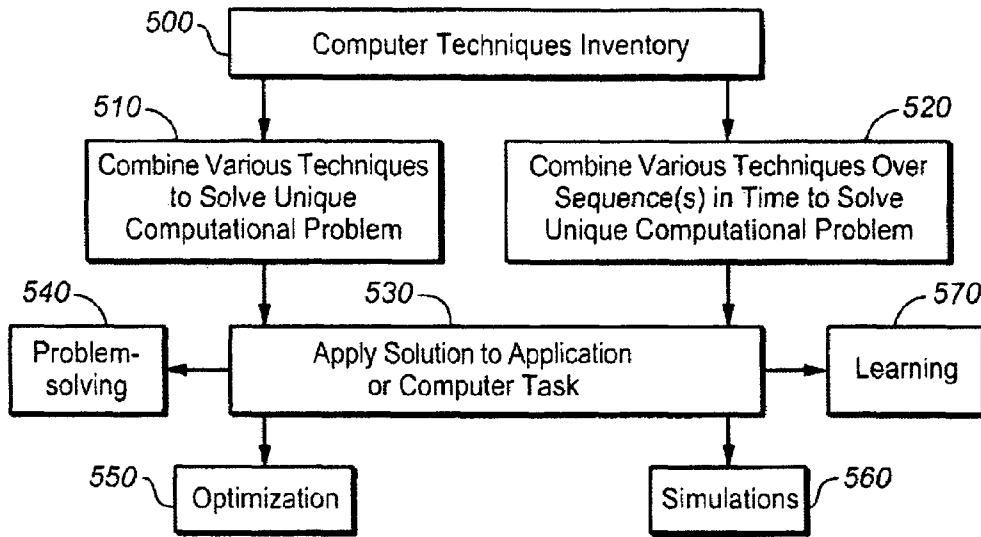 500
Computer Techniques Inventory
510
520
Combine Various Techniques
to Solve Unique
Computational Problem
Combine Various Techniques Over
Sequence(s) in Time to Solve
Unique Computational Problem
540
530
570
Problem-
solving
Apply Solution to Application
or Computer Task
Learning
550
Optimization
Simulations
560